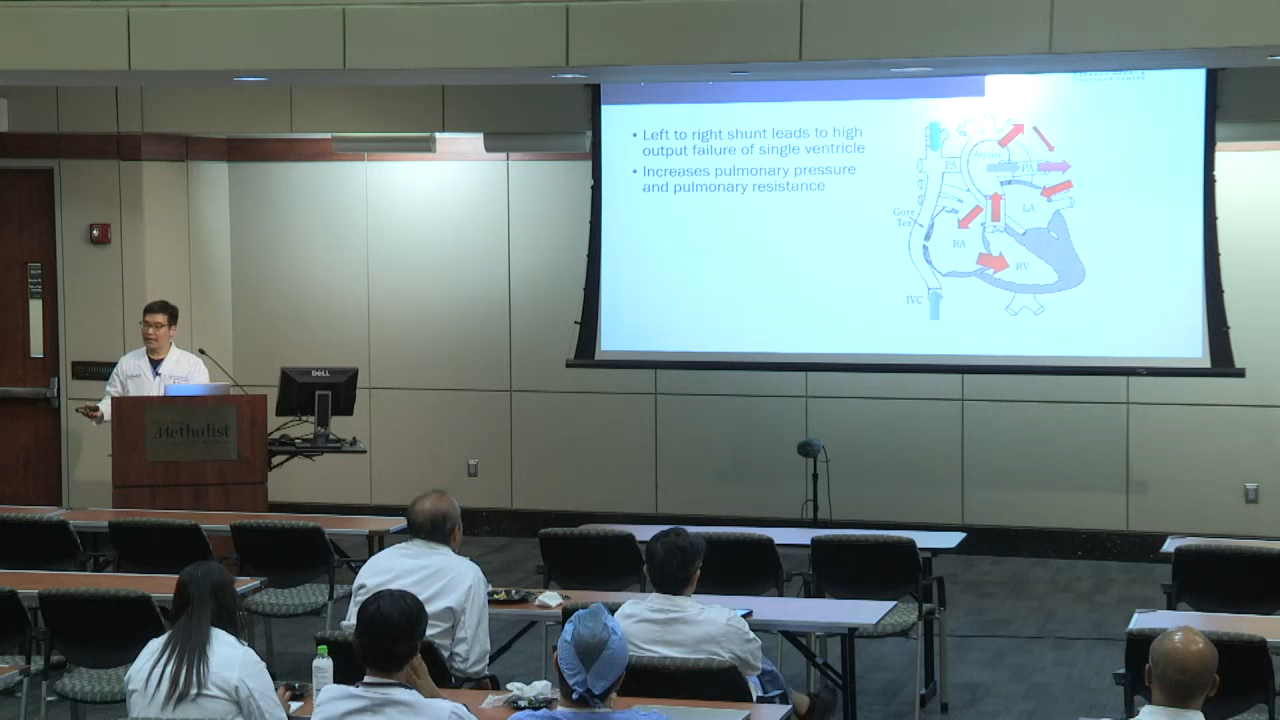 • Left to right shunt leads to high
output failure of single ventricle
• Increases pulmonary pressure
and pulmonary resistance
PA
PA
Gore
Tex
LA
RA
RV
IVC
DELL
Methodist